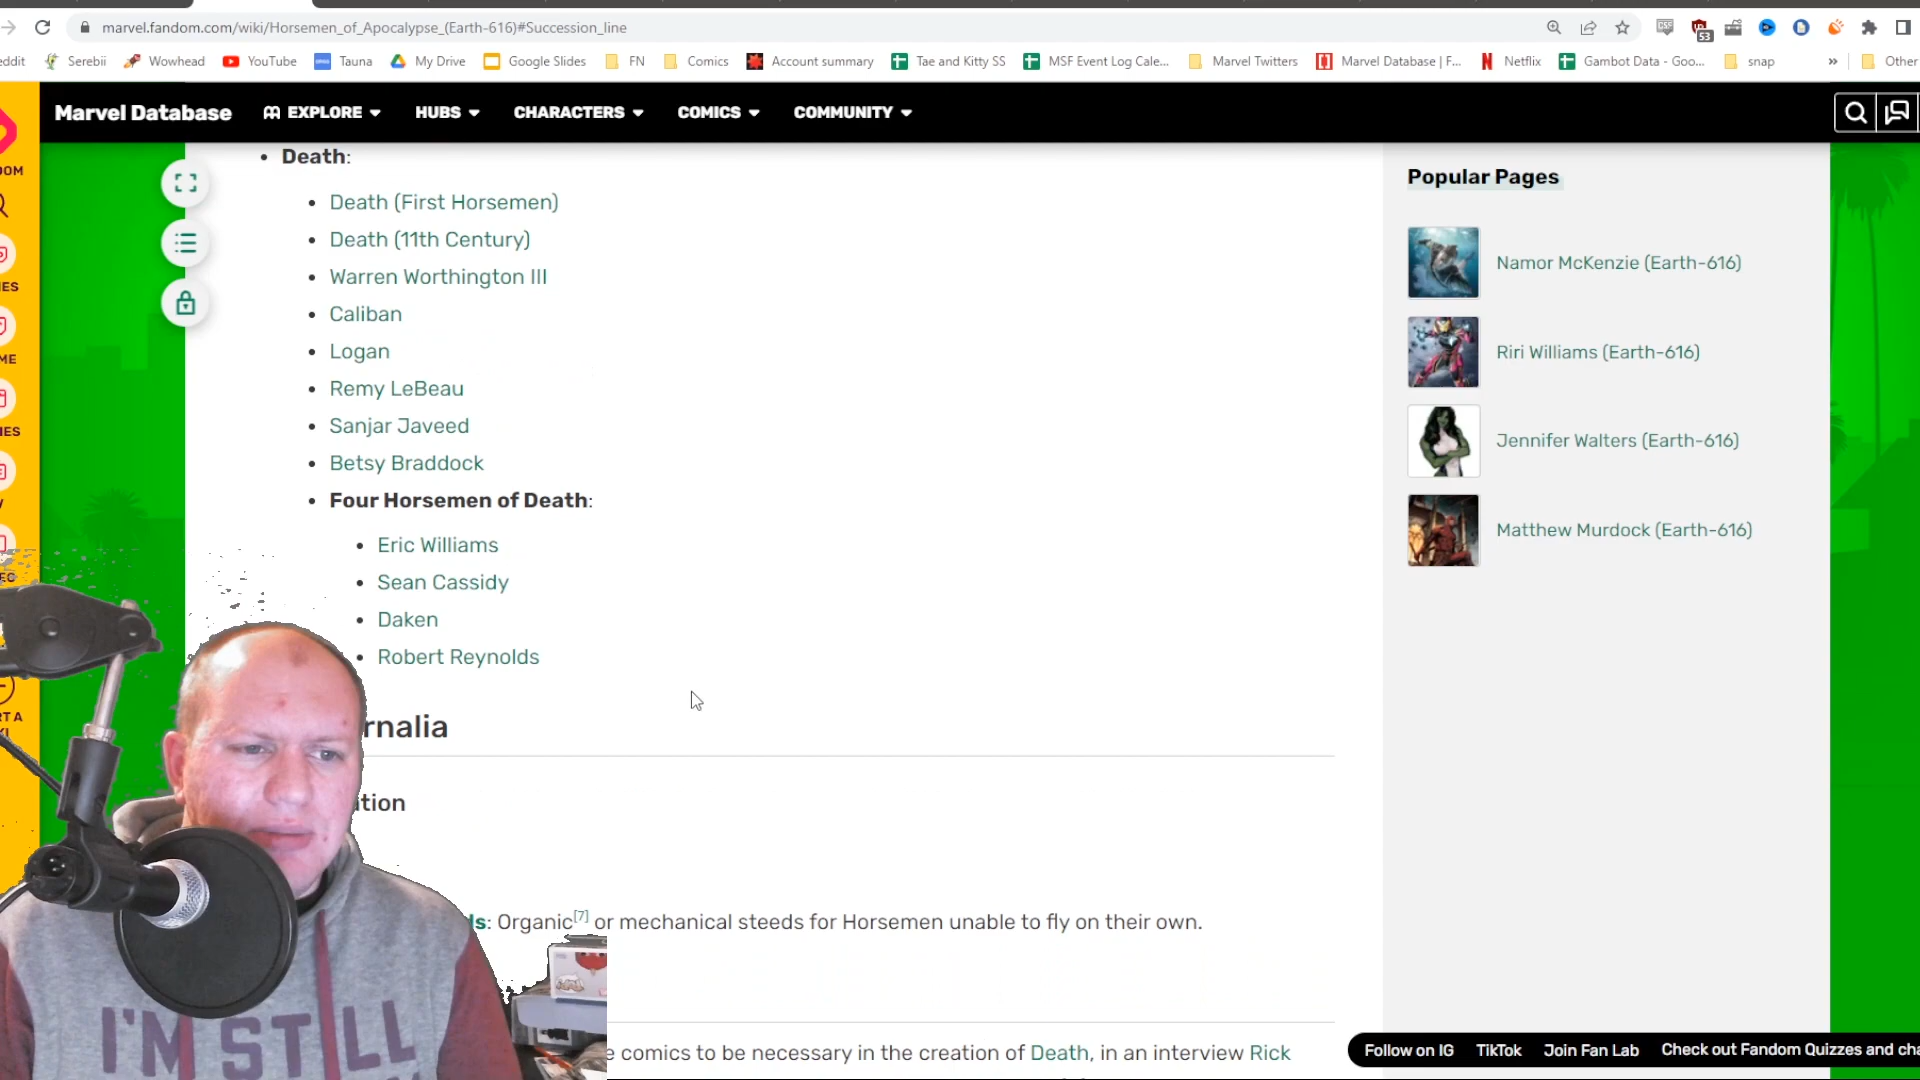 marvel.fandom.com/wiki/Horsemen_of_Apocalypse_(Earth-616)#Succession_line
53
Serebii Wowhead YouTube Tauna My Drive Google Slides FN Comics Account summary Tae and Kitty SS MSF Event Log Cale... Marvel Twitters Marvel Database | F... Netflix Gambot Data - Goo... snap » Other
Marvel Database EXPLORE HUBS CHARACTERS COMICS COMMUNITY
• Death:
• Death (First Horsemen)
• Death (11th Century)
• Warren Worthington III
• Caliban
• Logan
• Remy LeBeau
• Sanjar Javeed
• Betsy Braddock
• Four Horsemen of Death:
• Eric Williams
• Sean Cassidy
• Daken
• Robert Reynolds
rnalia
ition
ls: Organic[7] or mechanical steeds for Horsemen unable to fly on their own.
e comics to be necessary in the creation of Death, in an interview Rick
Popular Pages
Namor McKenzie (Earth-616)
Riri Williams (Earth-616)
Jennifer Walters (Earth-616)
Matthew Murdock (Earth-616)
Follow on IG TikTok Join Fan Lab Check out Fandom Quizzes and cha
I'M STILL